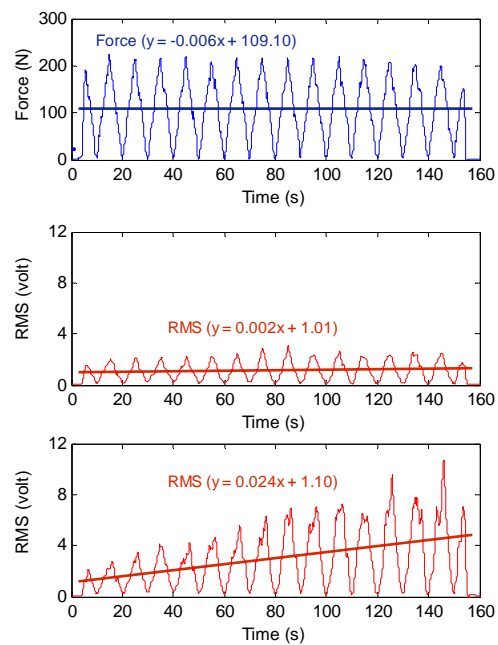 300
Force (y = -0.006x + 109.10)
200
100
0
Force (N)
0 20 40 60 80 100 120 140 160
Time (s)
12
8
4
0
RMS (volt)
RMS (y = 0.002x + 1.01)
0 20 40 60 80 100 120 140 160
Time (s)
12
8
4
0
RMS (volt)
RMS (y = 0.024x + 1.10)
0 20 40 60 80 100 120 140 160
Time (s)